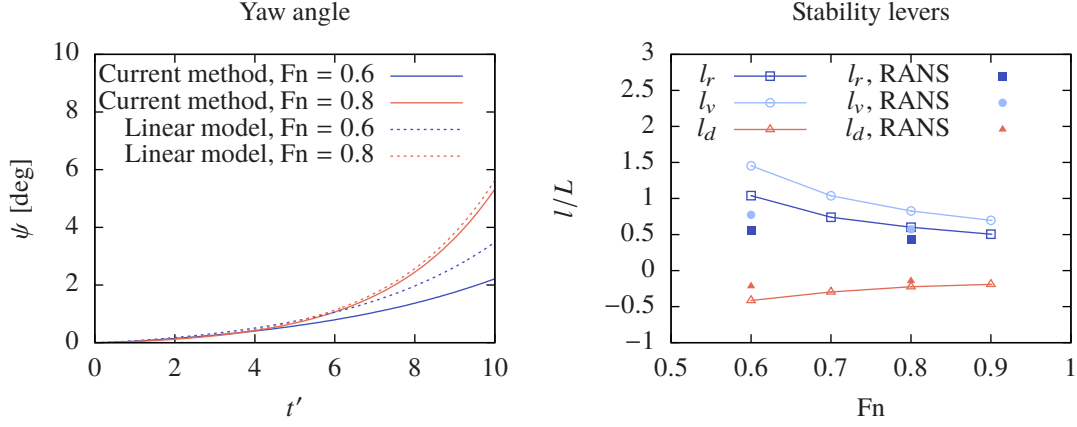 Yaw angle
10
8
6
4
2
0
0 2 4 6 8 10
ψ [deg]
t′
Current method, Fn = 0.6
Current method, Fn = 0.8
Linear model, Fn = 0.6
Linear model, Fn = 0.8
Stability levers
3
2.5
2
1.5
1
0.5
0
−0.5
−1
0.5 0.6 0.7 0.8 0.9 1
l/L
Fn
l_r l_r, RANS
l_v l_v, RANS
l_d l_d, RANS